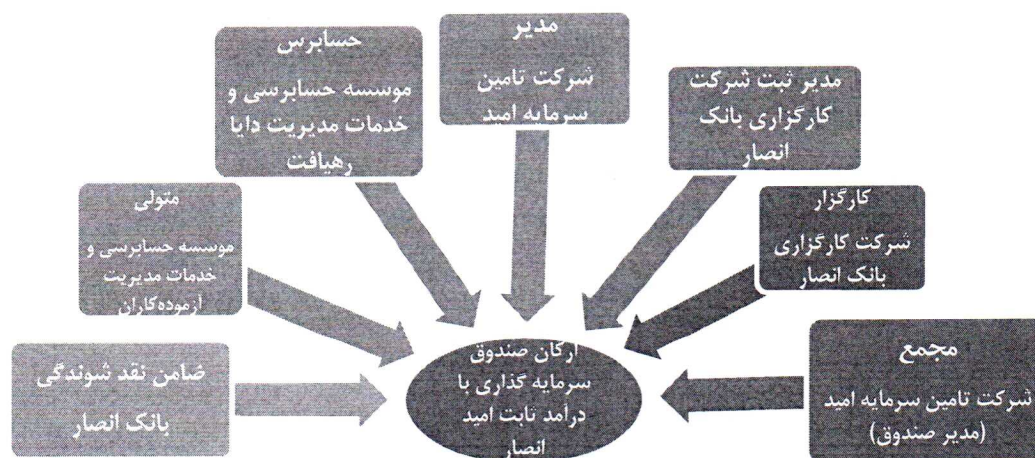 مدیر
شرکت تامین
سرمایه امید
حسابرس
موسسه حسابرسی و
خدمات مدیریت دایا
رهیافت
مدیر ثبت شرکت
کارگزاری بانک
انصار
متولی
موسسه حسابرسی و
خدمات مدیریت
آزموده‌کاران
کارگزار
شرکت کارگزاری
بانک انصار
ضامن نقد شوندگی
بانک انصار
ارکان صندوق
سرمایه گذاری با
درآمد ثابت امید
انصار
مجمع
شرکت تامین سرمایه امید
(مدیر صندوق)